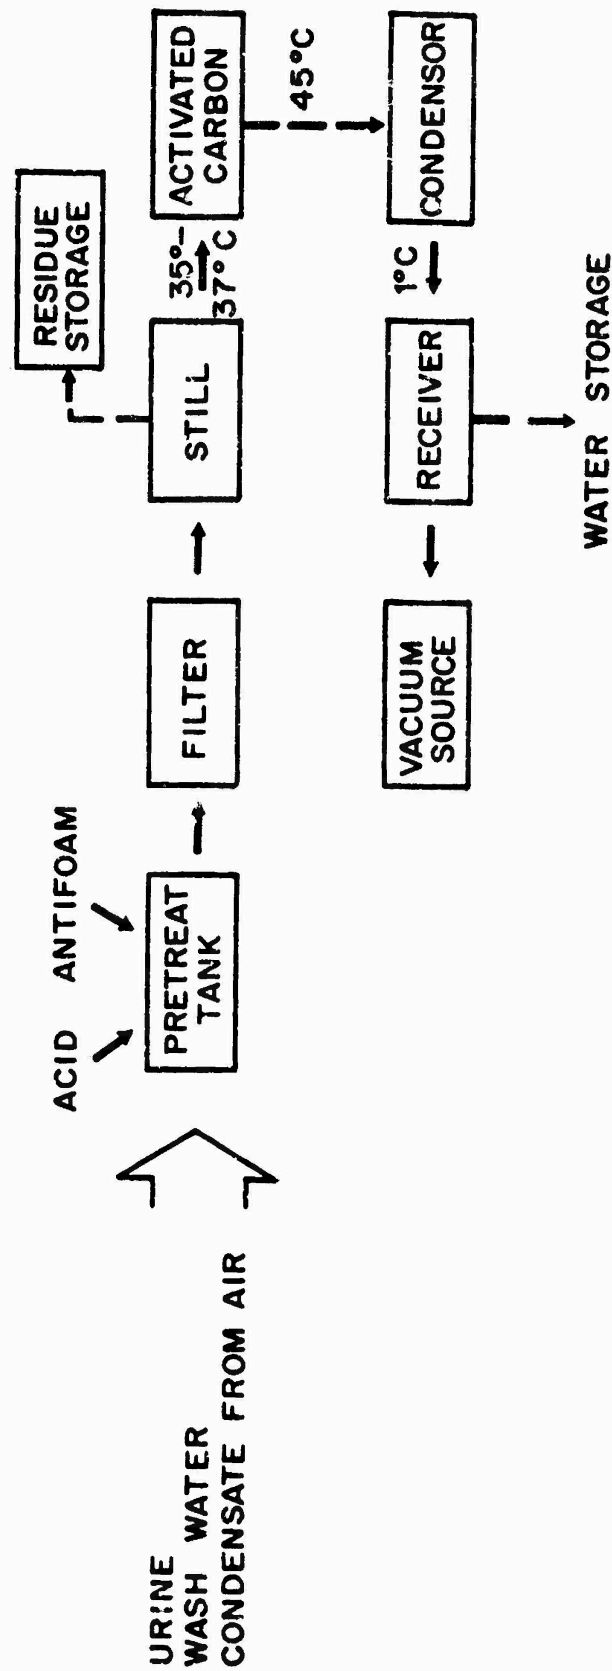 URINE
WASH WATER
CONDENSATE FROM AIR
ACID ANTIFOAM
PRETREAT
TANK
FILTER
STILL
RESIDUE
STORAGE
35°–
37°C
ACTIVATED
CARBON
45°C
CONDENSOR
1°C
RECEIVER
VACUUM
SOURCE
WATER STORAGE